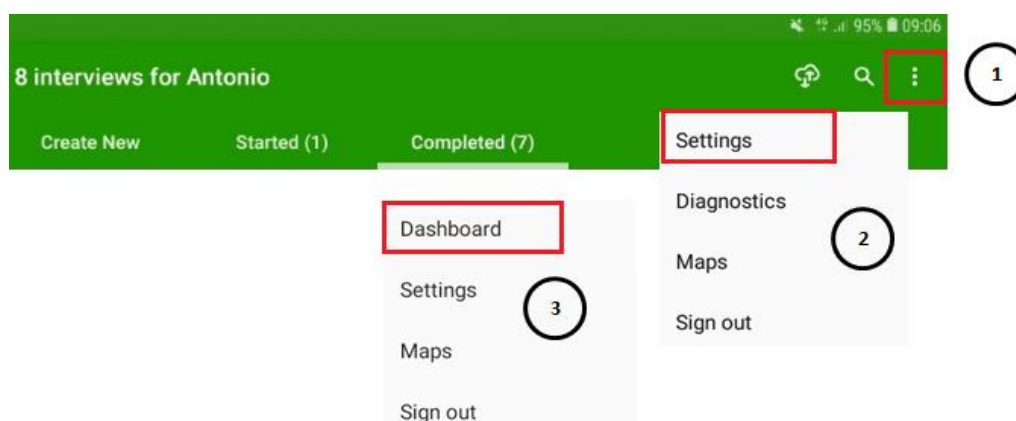 95% 09:06
8 interviews for Antonio
1
Create New Started (1) Completed (7)
Settings
Diagnostics
Maps
Sign out
2
Dashboard
Settings
Maps
Sign out
3